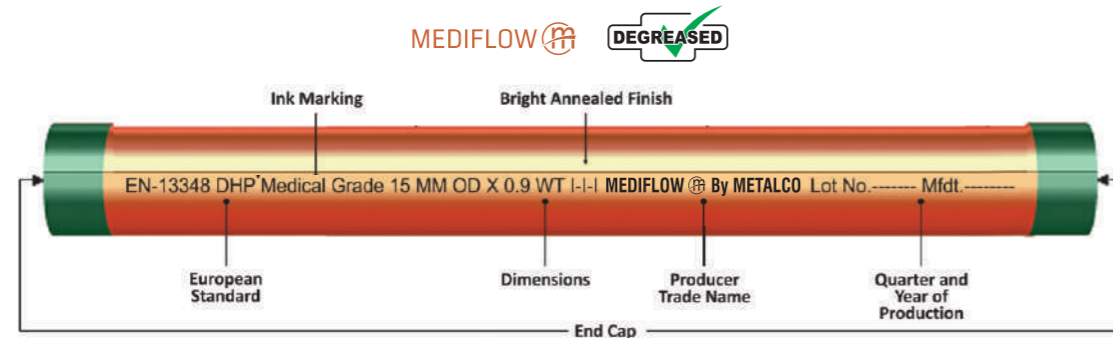 MEDIFLOW m DEGREASED
Ink Marking Bright Annealed Finish
EN-13348 DHP Medical Grade 15 MM OD X 0.9 WT I-I-I MEDIFLOW m By METALCO Lot No.------- Mfdt.---------
European Standard
Dimensions
Producer Trade Name
Quarter and Year of Production
End Cap